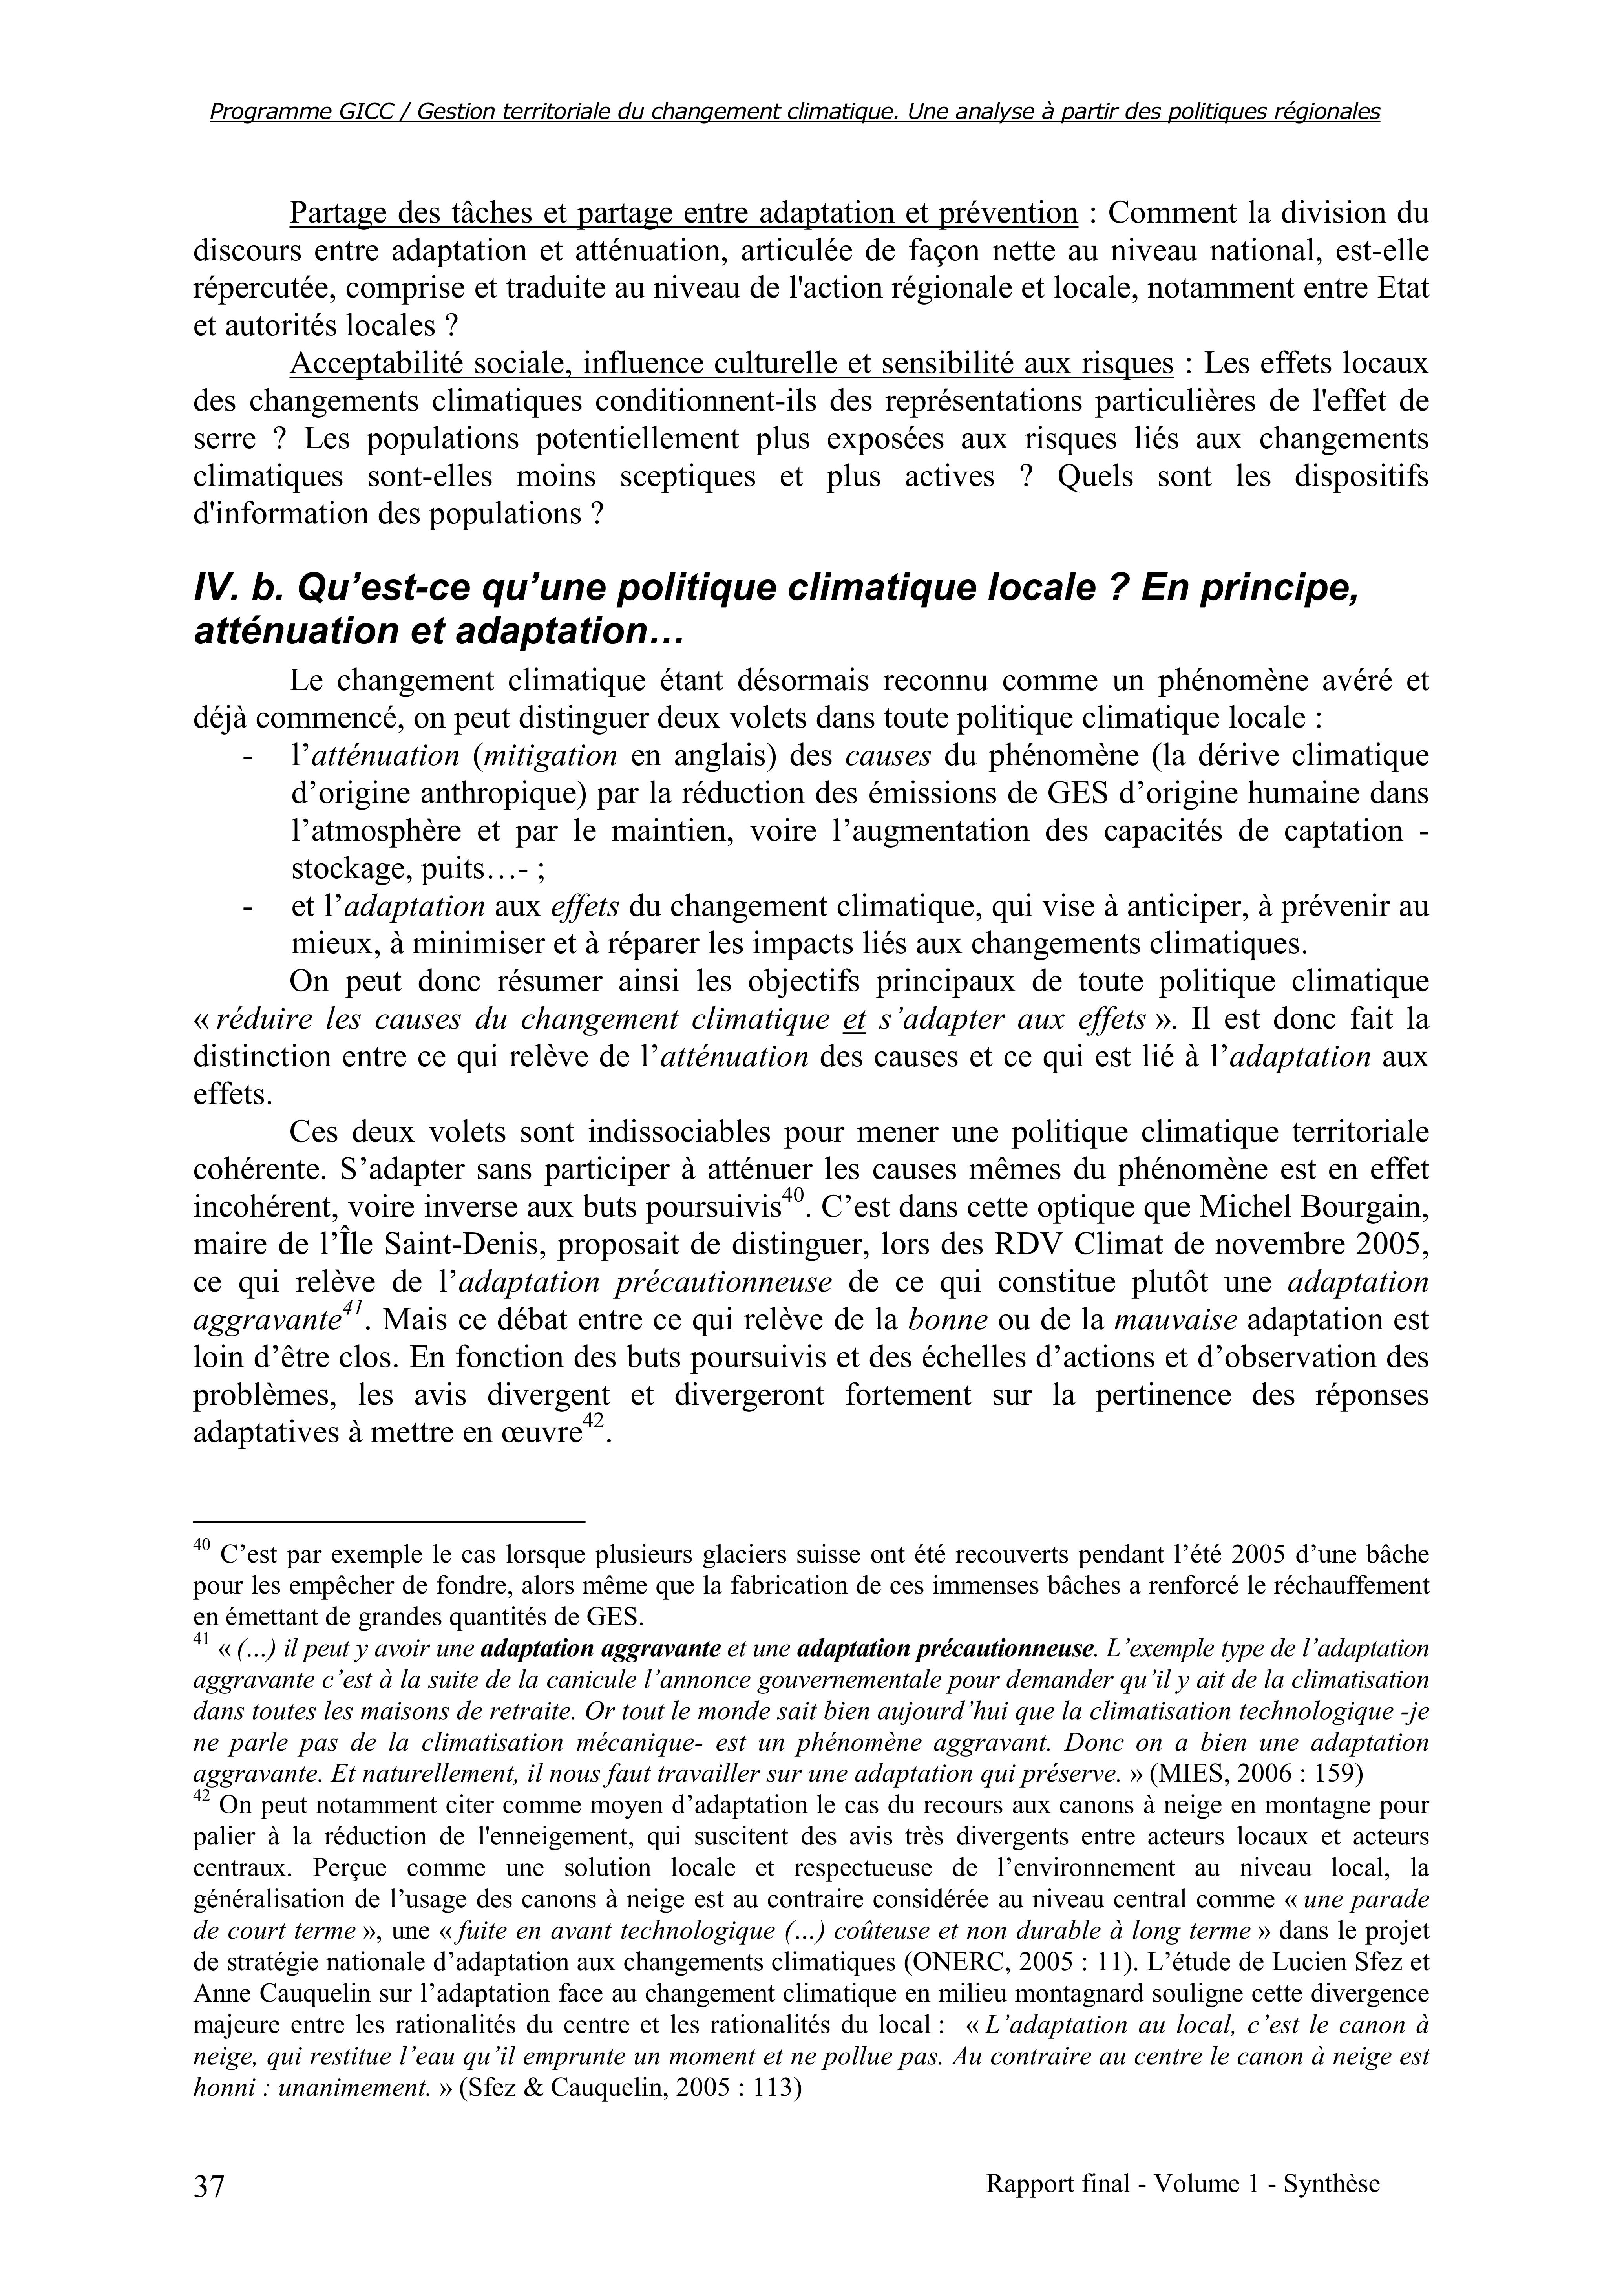 Programme GICC / Gestion territoriale du changement climatique. Une analyse à partir des politiques régionales
Partage des tâches et partage entre adaptation et prévention : Comment la division du
discours entre adaptation et atténuation, articulée de façon nette au niveau national, est-elle
répercutée, comprise et traduite au niveau de l'action régionale et locale, notamment entre Etat
et autorités locales ?
Acceptabilité sociale, influence culturelle et sensibilité aux risques : Les effets locaux
des changements climatiques conditionnent-ils des représentations particulières de l'effet de
serre ? Les populations potentiellement plus exposées aux risques liés aux changements
climatiques sont-elles moins sceptiques et plus actives ? Quels sont les dispositifs
d'information des populations ?
IV. b. Qu’est-ce qu’une politique climatique locale ? En principe,
atténuation et adaptation…
Le changement climatique étant désormais reconnu comme un phénomène avéré et
déjà commencé, on peut distinguer deux volets dans toute politique climatique locale :
- l’atténuation (mitigation en anglais) des causes du phénomène (la dérive climatique
d’origine anthropique) par la réduction des émissions de GES d’origine humaine dans
l’atmosphère et par le maintien, voire l’augmentation des capacités de captation -
stockage, puits…- ;
- et l’adaptation aux effets du changement climatique, qui vise à anticiper, à prévenir au
mieux, à minimiser et à réparer les impacts liés aux changements climatiques.
On peut donc résumer ainsi les objectifs principaux de toute politique climatique
« réduire les causes du changement climatique et s’adapter aux effets ». Il est donc fait la
distinction entre ce qui relève de l’atténuation des causes et ce qui est lié à l’adaptation aux
effets.
Ces deux volets sont indissociables pour mener une politique climatique territoriale
cohérente. S’adapter sans participer à atténuer les causes mêmes du phénomène est en effet
incohérent, voire inverse aux buts poursuivis40. C’est dans cette optique que Michel Bourgain,
maire de l’Île Saint-Denis, proposait de distinguer, lors des RDV Climat de novembre 2005,
ce qui relève de l’adaptation précautionneuse de ce qui constitue plutôt une adaptation
aggravante41. Mais ce débat entre ce qui relève de la bonne ou de la mauvaise adaptation est
loin d’être clos. En fonction des buts poursuivis et des échelles d’actions et d’observation des
problèmes, les avis divergent et divergeront fortement sur la pertinence des réponses
adaptatives à mettre en œuvre42.
40 C’est par exemple le cas lorsque plusieurs glaciers suisse ont été recouverts pendant l’été 2005 d’une bâche
pour les empêcher de fondre, alors même que la fabrication de ces immenses bâches a renforcé le réchauffement
en émettant de grandes quantités de GES.
41 « (…) il peut y avoir une adaptation aggravante et une adaptation précautionneuse. L’exemple type de l’adaptation
aggravante c’est à la suite de la canicule l’annonce gouvernementale pour demander qu’il y ait de la climatisation
dans toutes les maisons de retraite. Or tout le monde sait bien aujourd’hui que la climatisation technologique -je
ne parle pas de la climatisation mécanique- est un phénomène aggravant. Donc on a bien une adaptation
aggravante. Et naturellement, il nous faut travailler sur une adaptation qui préserve. » (MIES, 2006 : 159)
42 On peut notamment citer comme moyen d’adaptation le cas du recours aux canons à neige en montagne pour
palier à la réduction de l'enneigement, qui suscitent des avis très divergents entre acteurs locaux et acteurs
centraux. Perçue comme une solution locale et respectueuse de l’environnement au niveau local, la
généralisation de l’usage des canons à neige est au contraire considérée au niveau central comme « une parade
de court terme », une « fuite en avant technologique (…) coûteuse et non durable à long terme » dans le projet
de stratégie nationale d’adaptation aux changements climatiques (ONERC, 2005 : 11). L’étude de Lucien Sfez et
Anne Cauquelin sur l’adaptation face au changement climatique en milieu montagnard souligne cette divergence
majeure entre les rationalités du centre et les rationalités du local : « L’adaptation au local, c’est le canon à
neige, qui restitue l’eau qu’il emprunte un moment et ne pollue pas. Au contraire au centre le canon à neige est
honni : unanimement. » (Sfez & Cauquelin, 2005 : 113)
37
Rapport final - Volume 1 - Synthèse